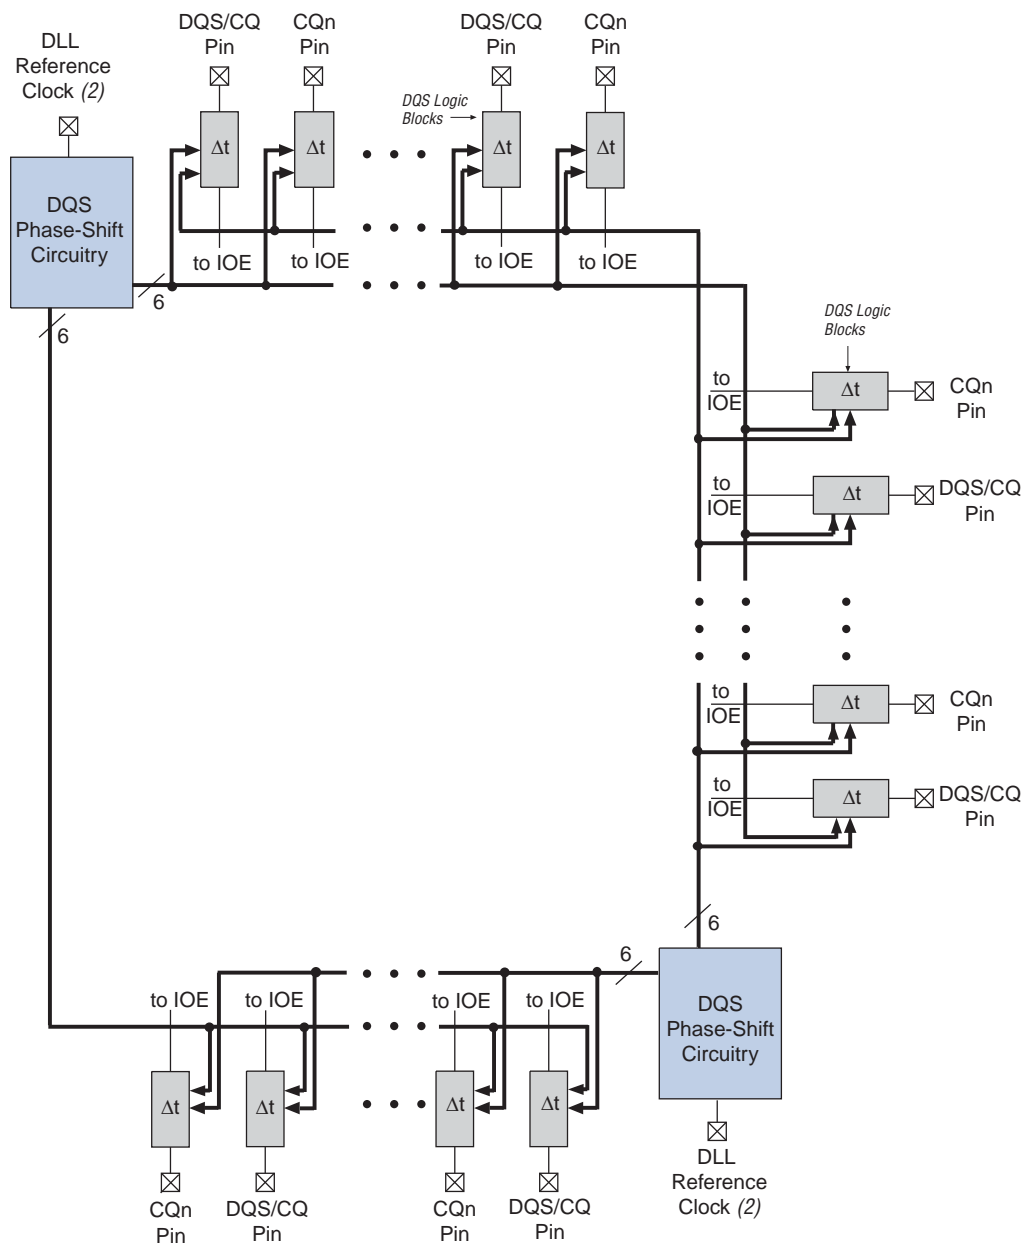 DLL
Reference
Clock (2)
DQS/CQ
Pin
CQn
Pin
DQS/CQ
Pin
CQn
Pin
DQS Logic
Blocks
Δt
Δt
Δt
Δt
DQS
Phase-Shift
Circuitry
to IOE
to IOE
to IOE
to IOE
6
6
DQS Logic
Blocks
to
IOE
Δt
CQn
Pin
to
IOE
Δt
DQS/CQ
Pin
to
IOE
Δt
CQn
Pin
to
IOE
Δt
DQS/CQ
Pin
6
6
to IOE
to IOE
to IOE
to IOE
DQS
Phase-Shift
Circuitry
Δt
Δt
Δt
Δt
CQn
Pin
DQS/CQ
Pin
CQn
Pin
DQS/CQ
Pin
DLL
Reference
Clock (2)